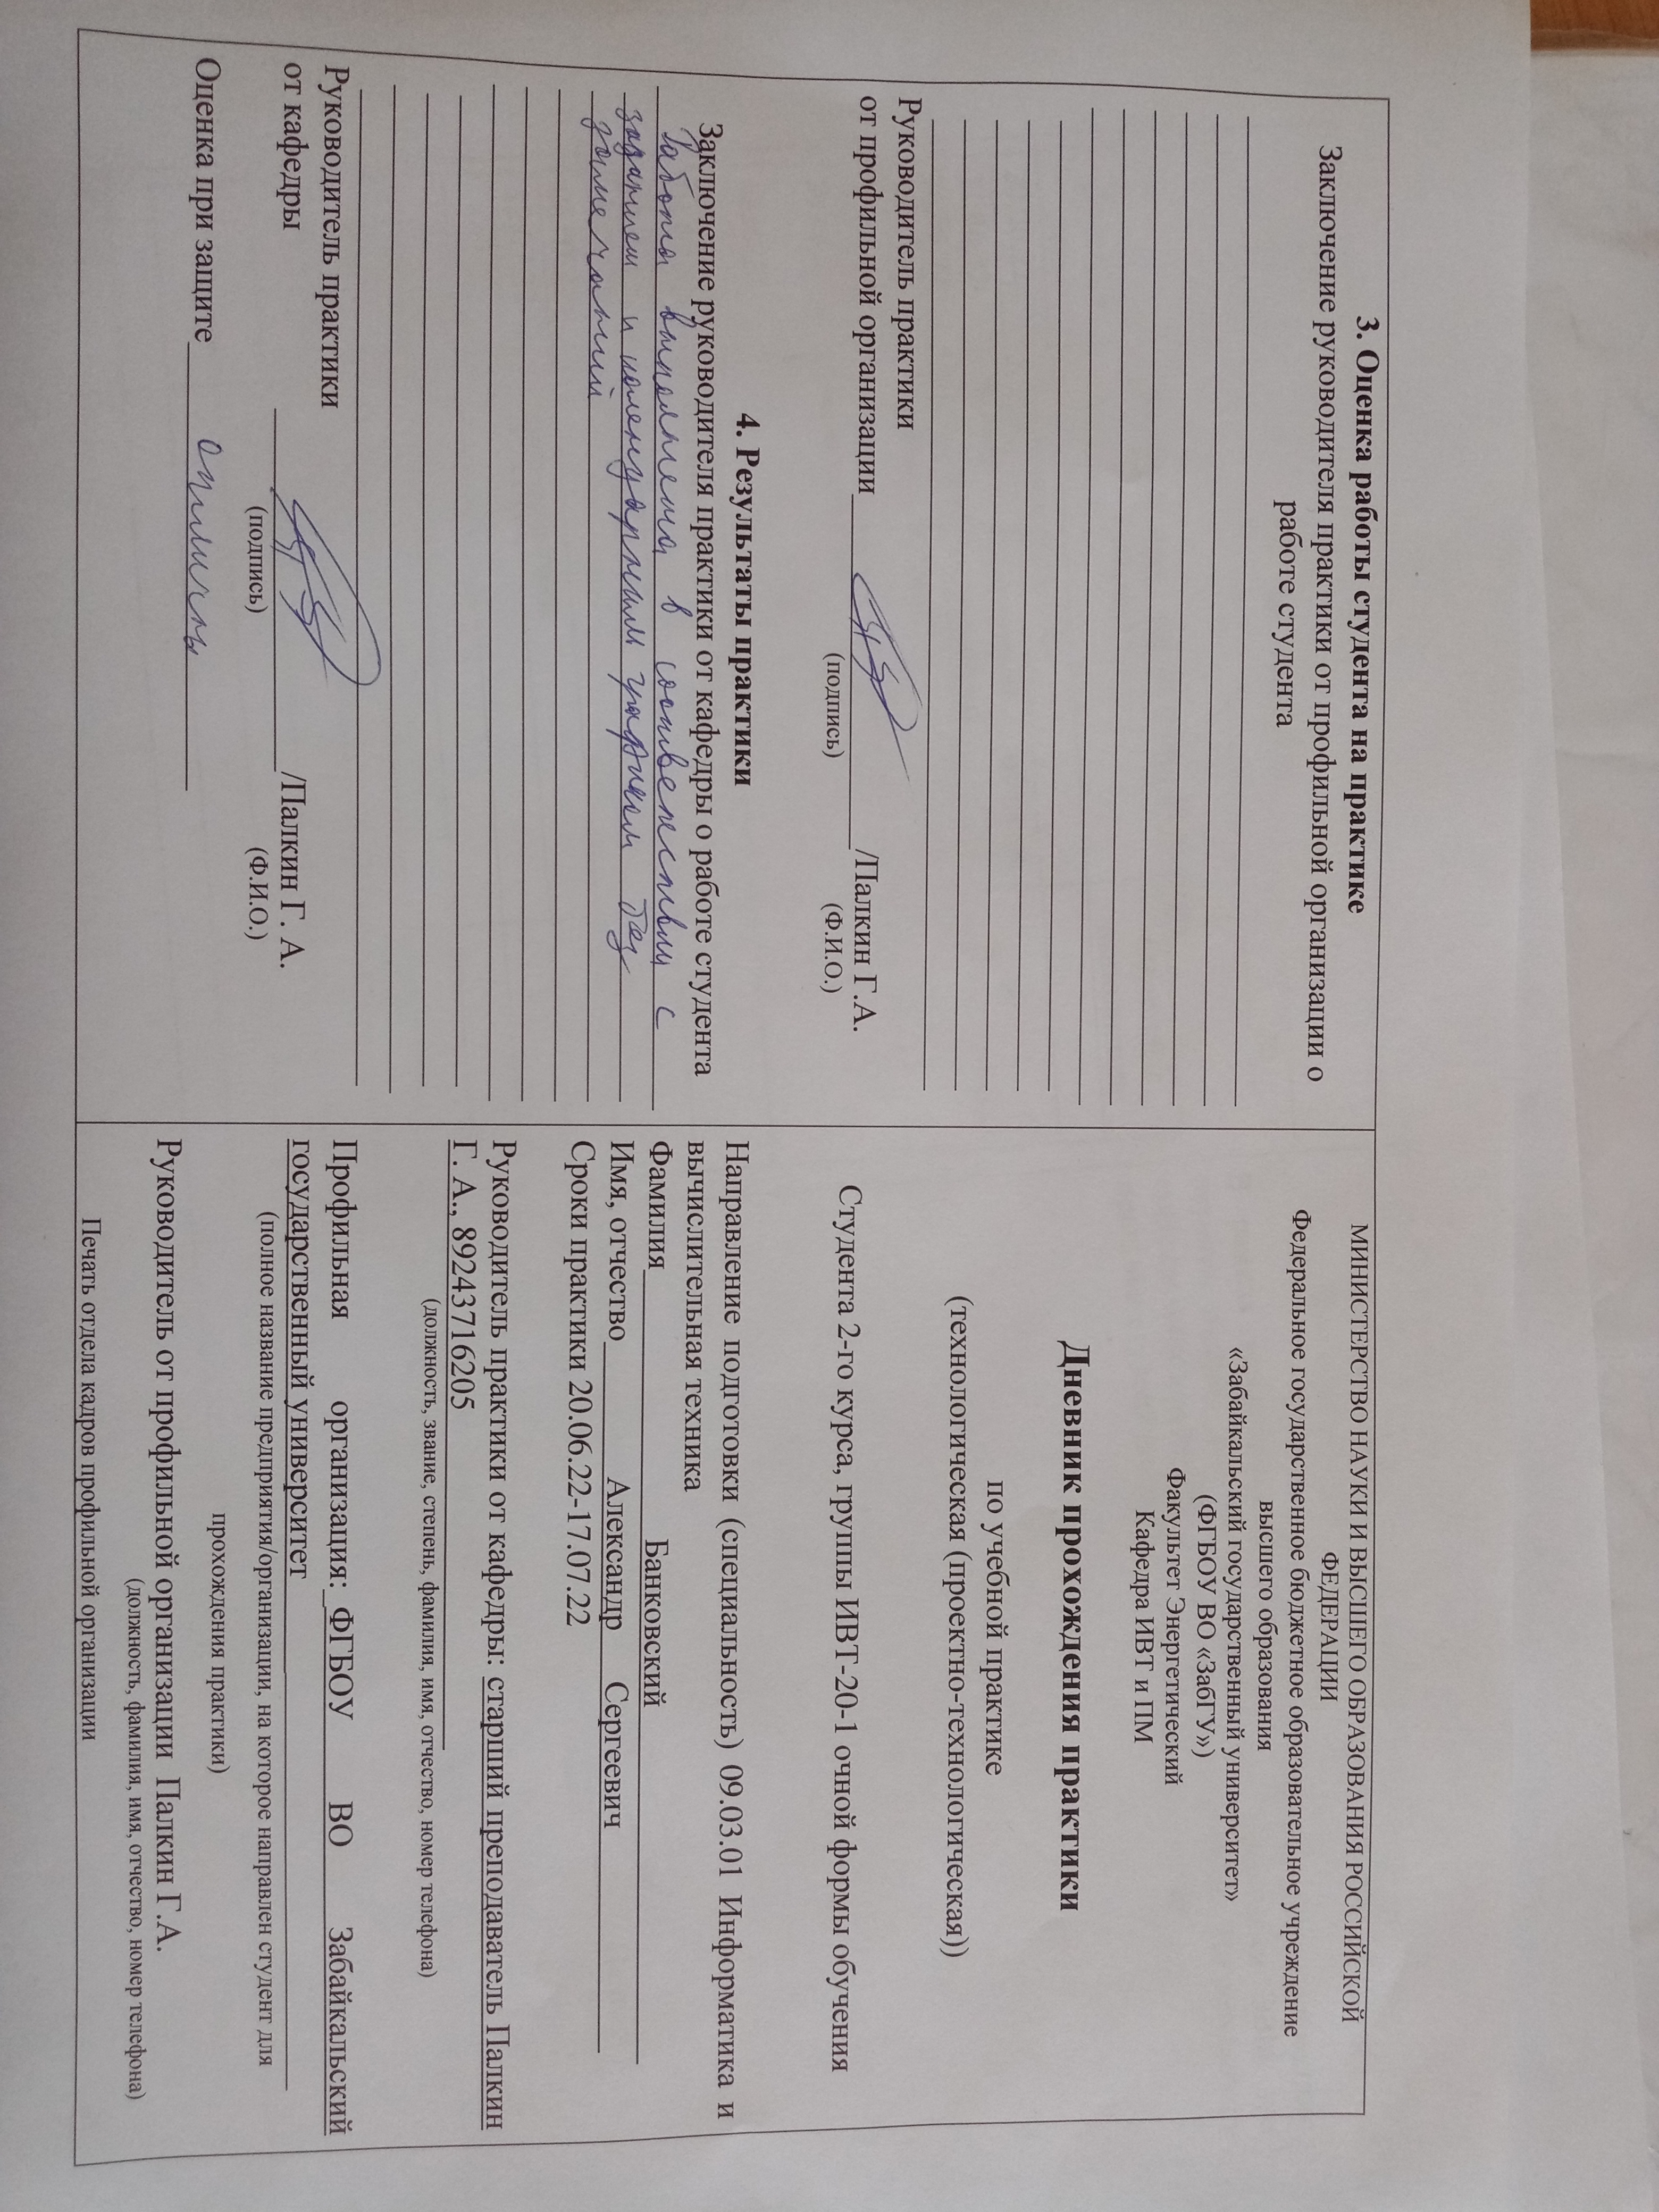 3. Оценка работы студента на практике
Заключение руководителя практики от профильной организации о
работе студента
Руководитель практики
от профильной организации /Палкин Г.А.
(подпись) (Ф.И.О.)
4. Результаты практики
Заключение руководителя практики от кафедры о работе студента
Работа выполнена в соответствии с
заданием и календарным графиком без
замечаний
Руководитель практики
от кафедры /Палкин Г. А.
(подпись) (Ф.И.О.)
Оценка при защите отлично
МИНИСТЕРСТВО НАУКИ И ВЫСШЕГО ОБРАЗОВАНИЯ РОССИЙСКОЙ
ФЕДЕРАЦИИ
Федеральное государственное бюджетное образовательное учреждение
высшего образования
«Забайкальский государственный университет»
(ФГБОУ ВО «ЗабГУ»)
Факультет Энергетический
Кафедра ИВТ и ПМ
Дневник прохождения практики
по учебной практике
(технологическая (проектно-технологическая))
Студента 2-го курса, группы ИВТ-20-1 очной формы обучения
Направление подготовки (специальность) 09.03.01 Информатика и
вычислительная техника
Фамилия Банковский
Имя, отчество Александр Сергеевич
Сроки практики 20.06.22-17.07.22
Руководитель практики от кафедры: старший преподаватель Палкин
Г. А., 89243716205
(должность, звание, степень, фамилия, имя, отчество, номер телефона)
Профильная организация: ФГБОУ ВО Забайкальский
государственный университет
(полное название предприятия/организации, на которое направлен студент для
прохождения практики)
Руководитель от профильной организации Палкин Г.А.
(должность, фамилия, имя, отчество, номер телефона)
Печать отдела кадров профильной организации